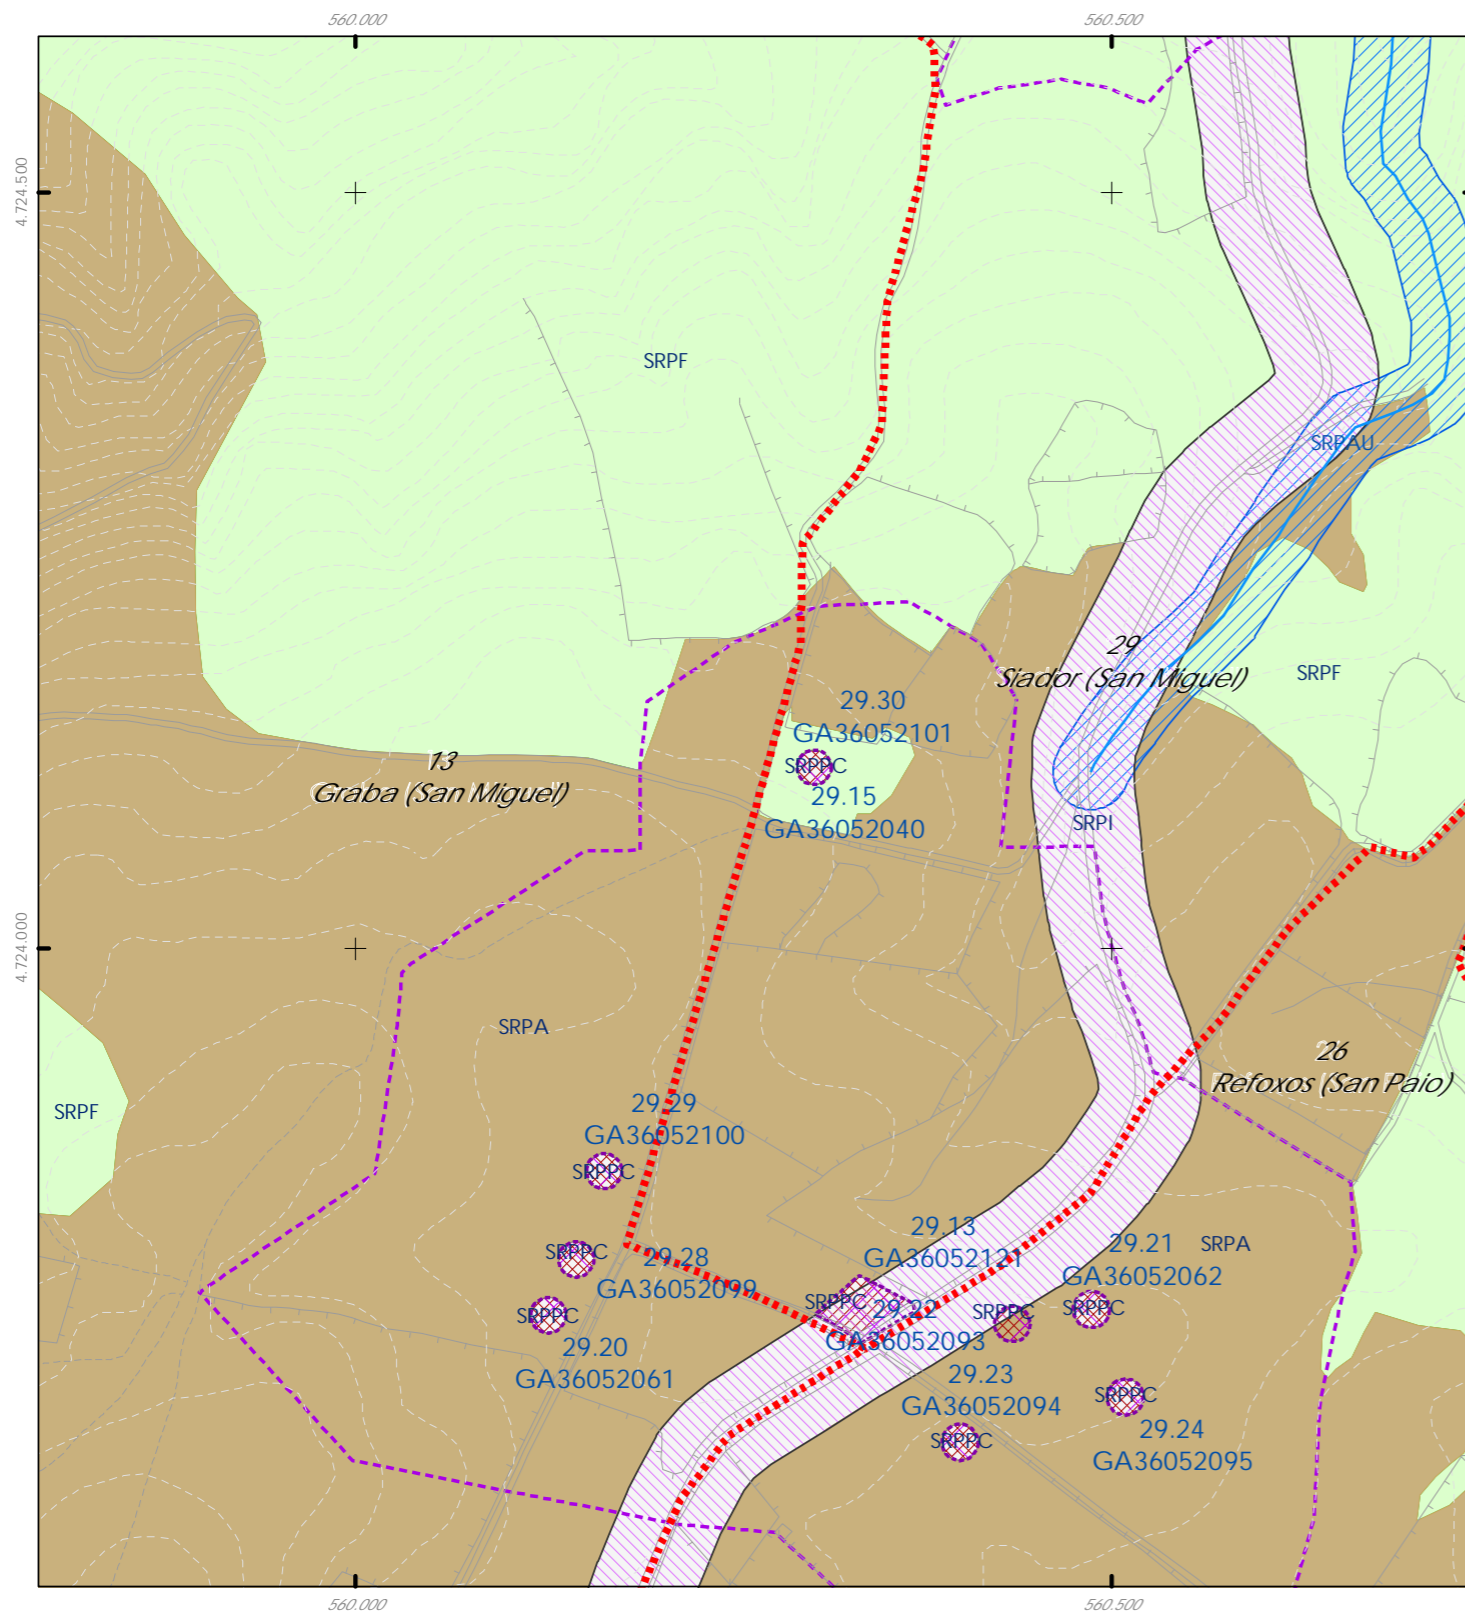 560.000
560.500
4.724.500
SRPF
SRPAU
29
Siador (San Miguel)
SRPF
29.30
GA36052101
13
Graba (San Miguel)
SRPPC
29.15
GA36052040
SRPI
4.724.000
SRPA
26
Refoxos (San Paio)
SRPF
29.29
GA36052100
SRPPC
29.13
GA36052121
29.21
GA36052062
SRPA
SRPPC
29.28
GA36052099
SRPPC
29.22
GA36052093
SRPPC
SRPPC
SRPPC
29.20
GA36052061
29.23
GA36052094
SRPPC
29.24
GA36052095
SRPPC
560.000
560.500